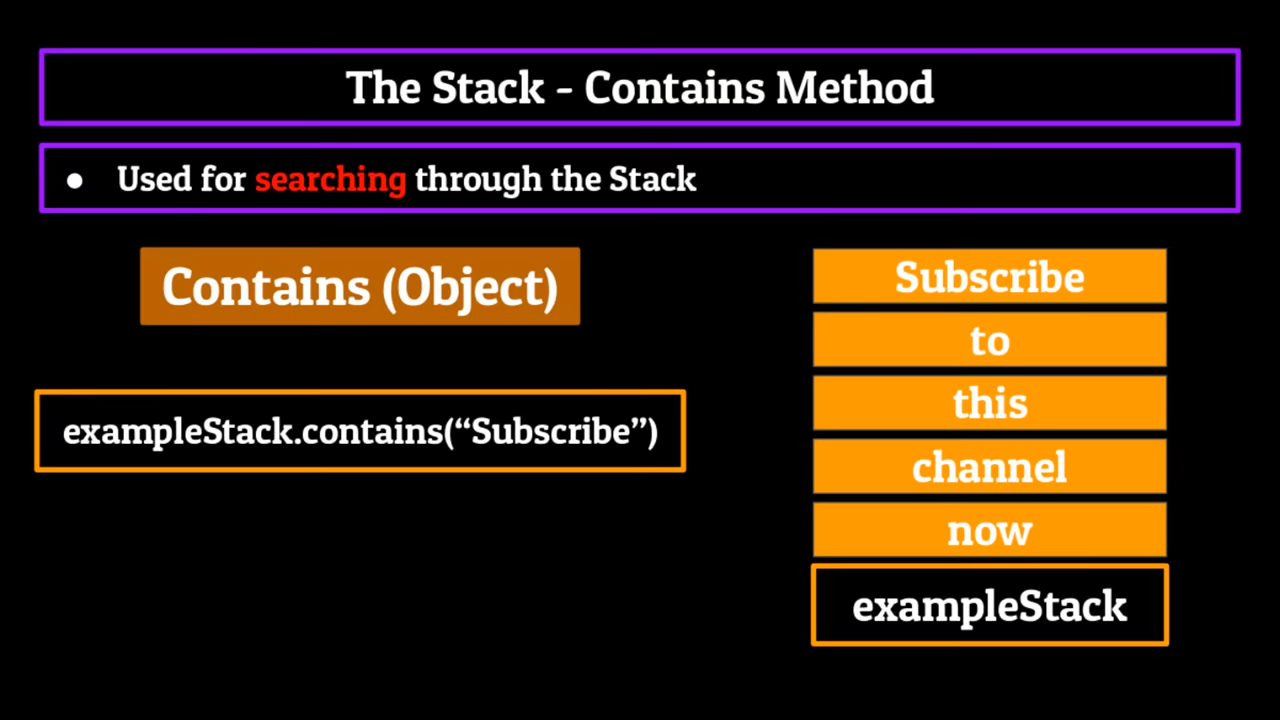 The Stack - Contains Method
● Used for searching through the Stack
Contains (Object)
exampleStack.contains(“Subscribe”)
Subscribe
to
this
channel
now
exampleStack